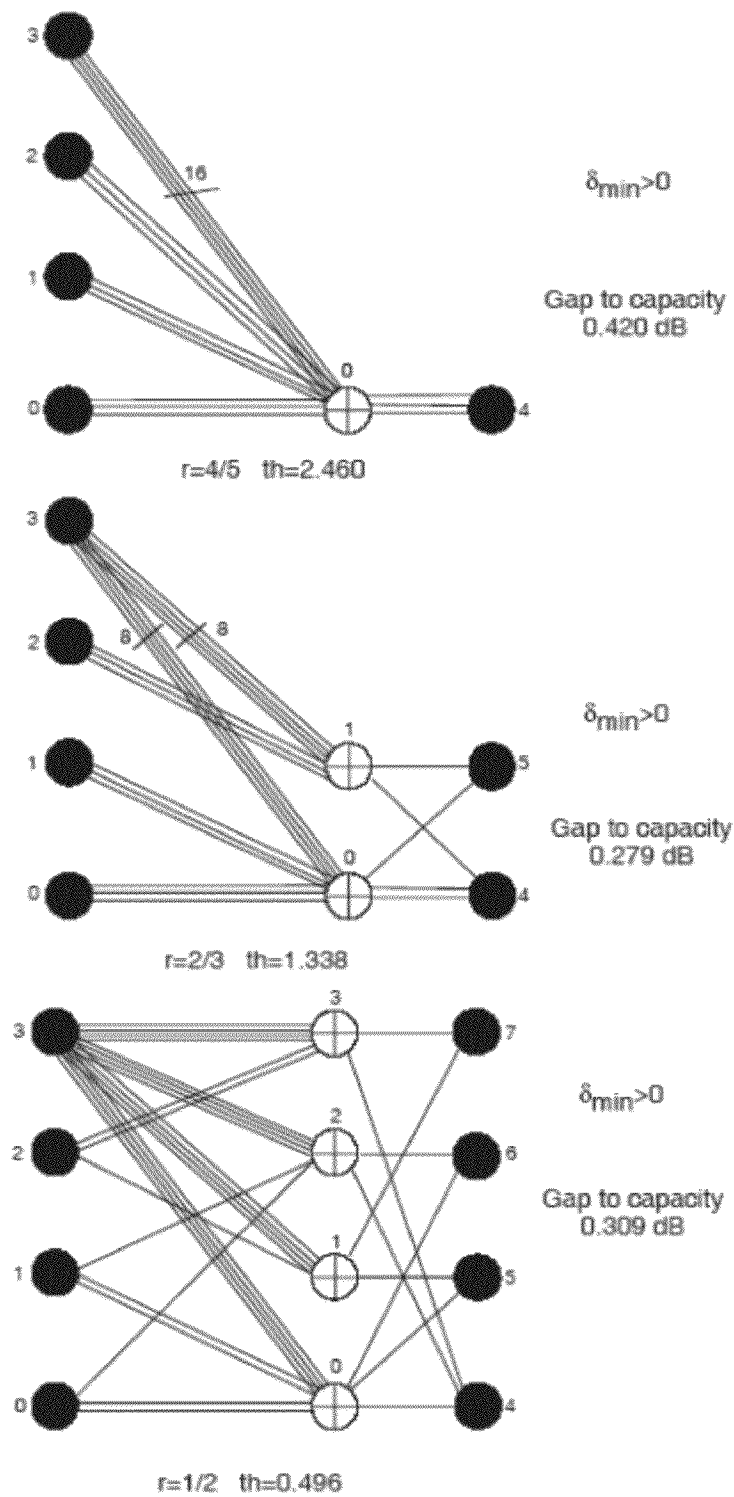 3
2
16
δmin>0
1
Gap to capacity
0.420 dB
0
0
4
r=4/5 th=2.460
3
8
8
2
δmin>0
1
1
5
Gap to capacity
0.279 dB
0
0
4
r=2/3 th=1.338
3
3
7
δmin>0
2
2
6
Gap to capacity
0.309 dB
1
1
5
0
0
4
r=1/2 th=0.496